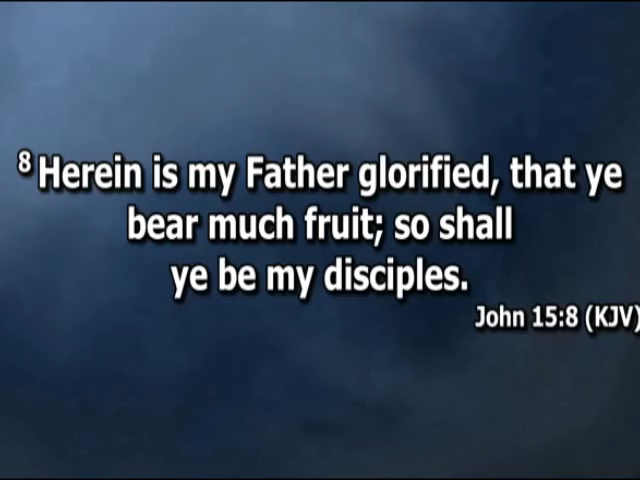 8 Herein is my Father glorified, that ye
bear much fruit; so shall
ye be my disciples.
John 15:8 (KJV)